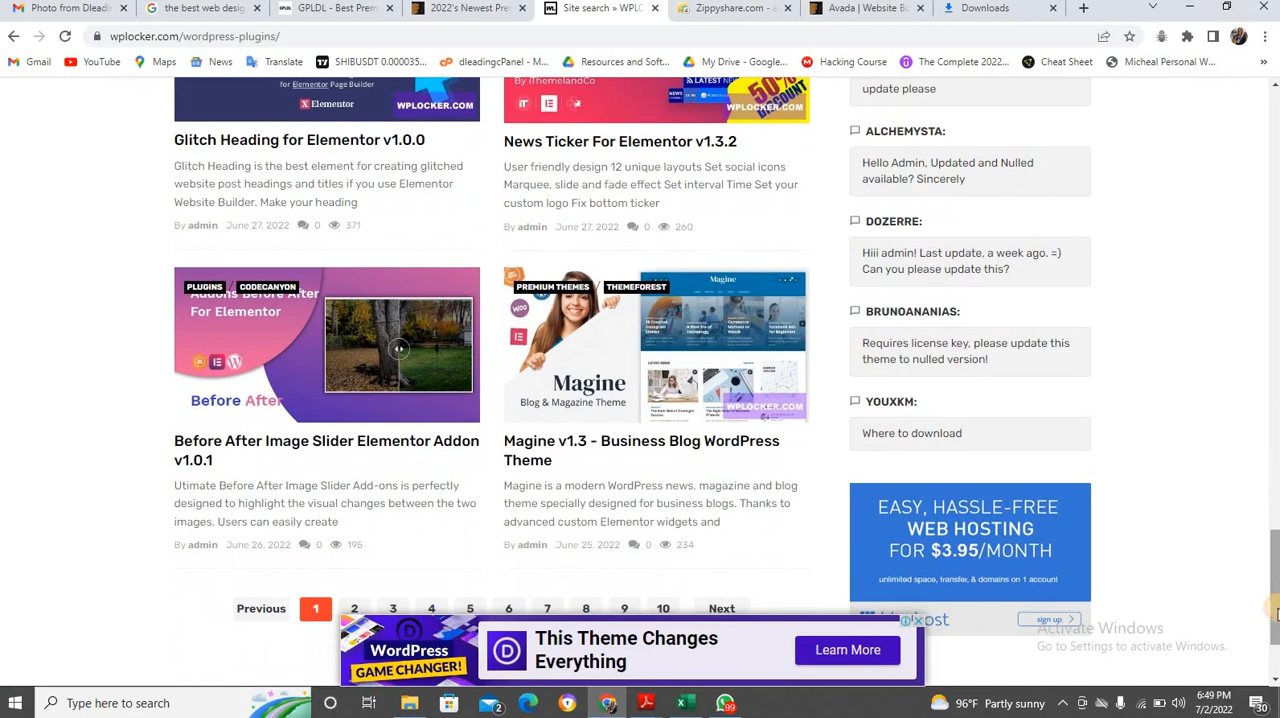 Photo from Dleadin
the best web desig
GPLDL - Best Prem
2022's Newest Pre
Site search » WPLO
Zippyshare.com -
Avada | Website Bu
Downloads
wplocker.com/wordpress-plugins/
Gmail
YouTube
Maps
News
Translate
SHIBUSDT 0.000035...
dleadingcPanel - M...
Resources and Soft...
My Drive - Google...
Hacking Course
The Complete 2022...
Cheat Sheet
Micheal Personal W...
»
for Elementor Page Builder
Elementor
WPLOCKER.COM
By iThemelandCo
LATEST NEWS
50%
DISCOUNT
WPLOCKER.COM
Glitch Heading for Elementor v1.0.0
Glitch Heading is the best element for creating glitched
website post headings and titles if you use Elementor
Website Builder. Make your heading
By admin June 27, 2022 0 371
News Ticker For Elementor v1.3.2
User friendly design 12 unique layouts Set social icons
Marquee, slide and fade effect Set interval Time Set your
custom logo Fix bottom ticker
By admin June 27, 2022 0 260
PLUGINS / CODECANYON
Addons Before After
For Elementor
Before After
Before After Image Slider Elementor Addon
v1.0.1
Utimate Before After Image Slider Add-ons is perfectly
designed to highlight the visual changes between the two
images. Users can easily create
By admin June 26, 2022 0 195
PREMIUM THEMES / THEMEFOREST
Woo
Magine
Magine
Blog & Magazine Theme
LATEST NEWS
WPLOCKER.COM
Magine v1.3 - Business Blog WordPress
Theme
Magine is a modern WordPress news, magazine and blog
theme specially designed for business blogs. Thanks to
advanced custom Elementor widgets and
By admin June 25, 2022 0 234
Previous 1 2 3 4 5 6 7 8 9 10 Next
update please
ALCHEMYSTA:
Hello Admin, Updated and Nulled
available? Sincerely
DOZERRE:
Hiii admin! Last update, a week ago. =)
Can you please update this?
BRUNOANANIAS:
Requires license key, please update this
theme to nulled version!
YOUXKM:
Where to download
EASY, HASSLE-FREE
WEB HOSTING
FOR $3.95/MONTH
unlimited space, transfer, & domains on 1 account
ost
sign up
D
WordPress
GAME CHANGER!
D
This Theme Changes
Everything
Learn More
Activate Windows
Go to Settings to activate Windows.
Type here to search
2
99
96°F Partly sunny
6:49 PM
7/2/2022
30